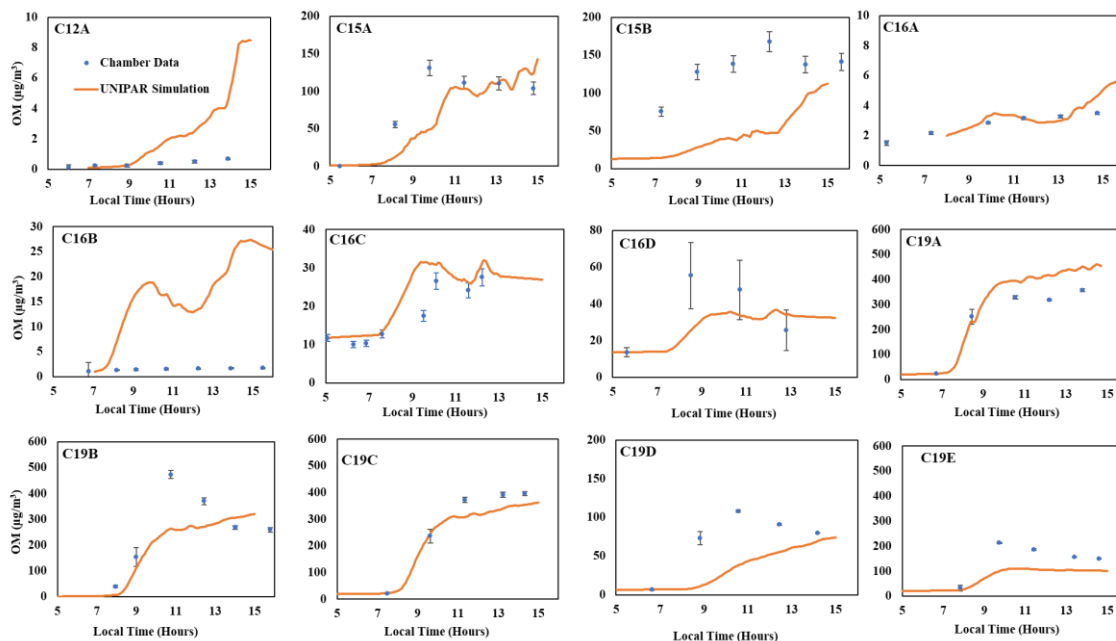 C12A
Chamber Data
UNIPAR Simulation
OM (µg/m³)
10
8
6
4
2
0
5 7 9 11 13 15
Local Time (Hours)
C15A
200
150
100
50
0
5 7 9 11 13 15
Local Time (Hours)
C15B
200
150
100
50
0
5 7 9 11 13 15
Local Time (Hours)
C16A
10
8
6
4
2
0
5 7 9 11 13 15
Local Time (Hours)
C16B
OM (µg/m³)
30
25
20
15
10
5
0
5 7 9 11 13 15
Local Time (Hours)
C16C
40
30
20
10
0
5 7 9 11 13 15
Local Time (Hours)
C16D
80
60
40
20
0
5 7 9 11 13 15
Local Time (Hours)
C19A
600
500
400
300
200
100
0
5 7 9 11 13 15
Local Time (Hours)
C19B
OM (µg/m³)
600
500
400
300
200
100
0
5 7 9 11 13 15
Local Time (Hours)
C19C
600
500
400
300
200
100
0
5 7 9 11 13 15
Local Time (Hours)
C19D
200
150
100
50
0
5 7 9 11 13 15
Local Time (Hours)
C19E
600
500
400
300
200
100
0
5 7 9 11 13 15
Local Time (Hours)